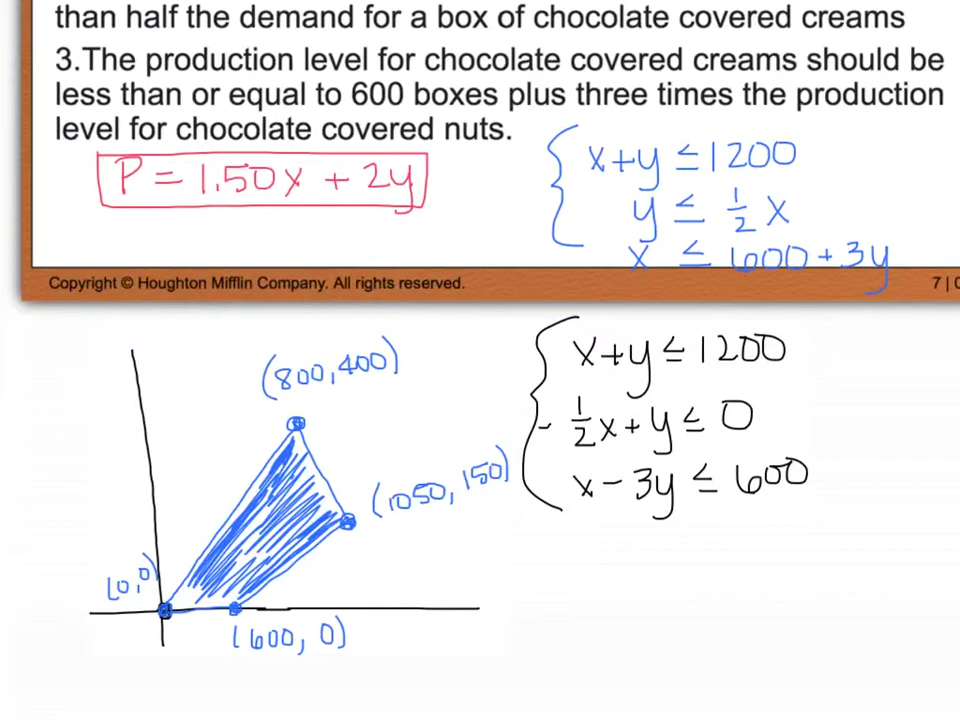 than half the demand for a box of chocolate covered creams
3.The production level for chocolate covered creams should be
less than or equal to 600 boxes plus three times the production
level for chocolate covered nuts.
P = 1.50x + 2y
x+y ≤ 1200
y ≤ 1/2 x
x ≤ 600 + 3y
Copyright © Houghton Mifflin Company. All rights reserved. 7 | 
(800,400)
x+y ≤ 1200
- 1/2 x + y ≤ 0
x - 3y ≤ 600
(1050, 150)
(0,0)
(600, 0)